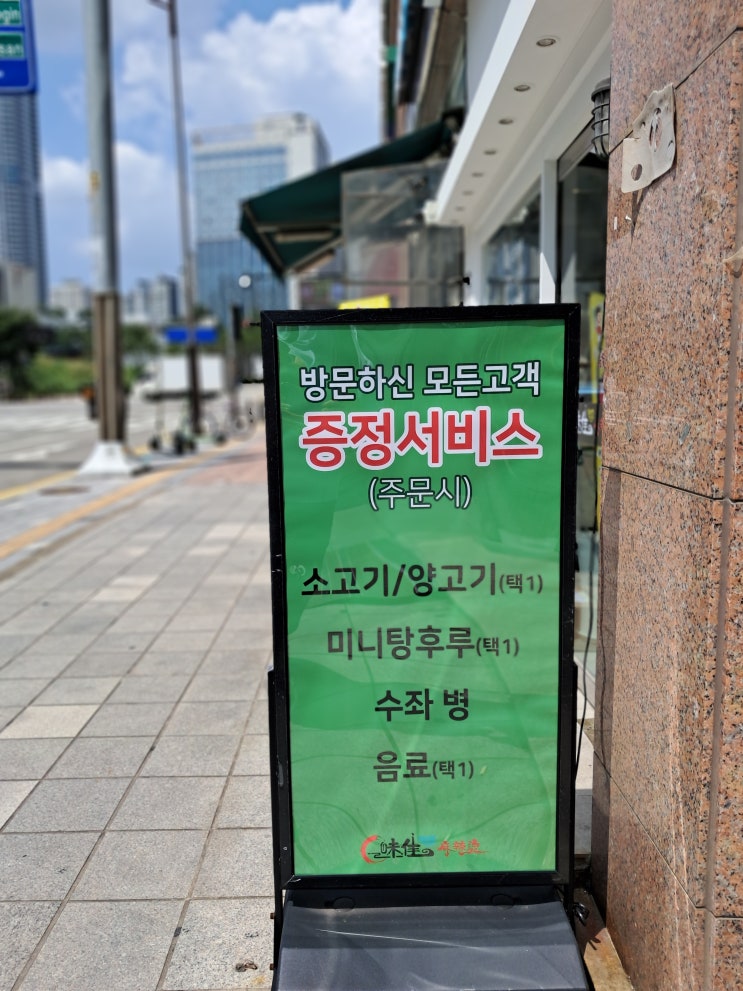 방문하신 모든고객
증정서비스
(주문시)
소고기/양고기(택1)
미니탕후루(택1)
수좌 병
음료(택1)
味佳